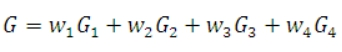 G = w₁G₁ + w₂G₂ + w₃G₃ + w₄G₄